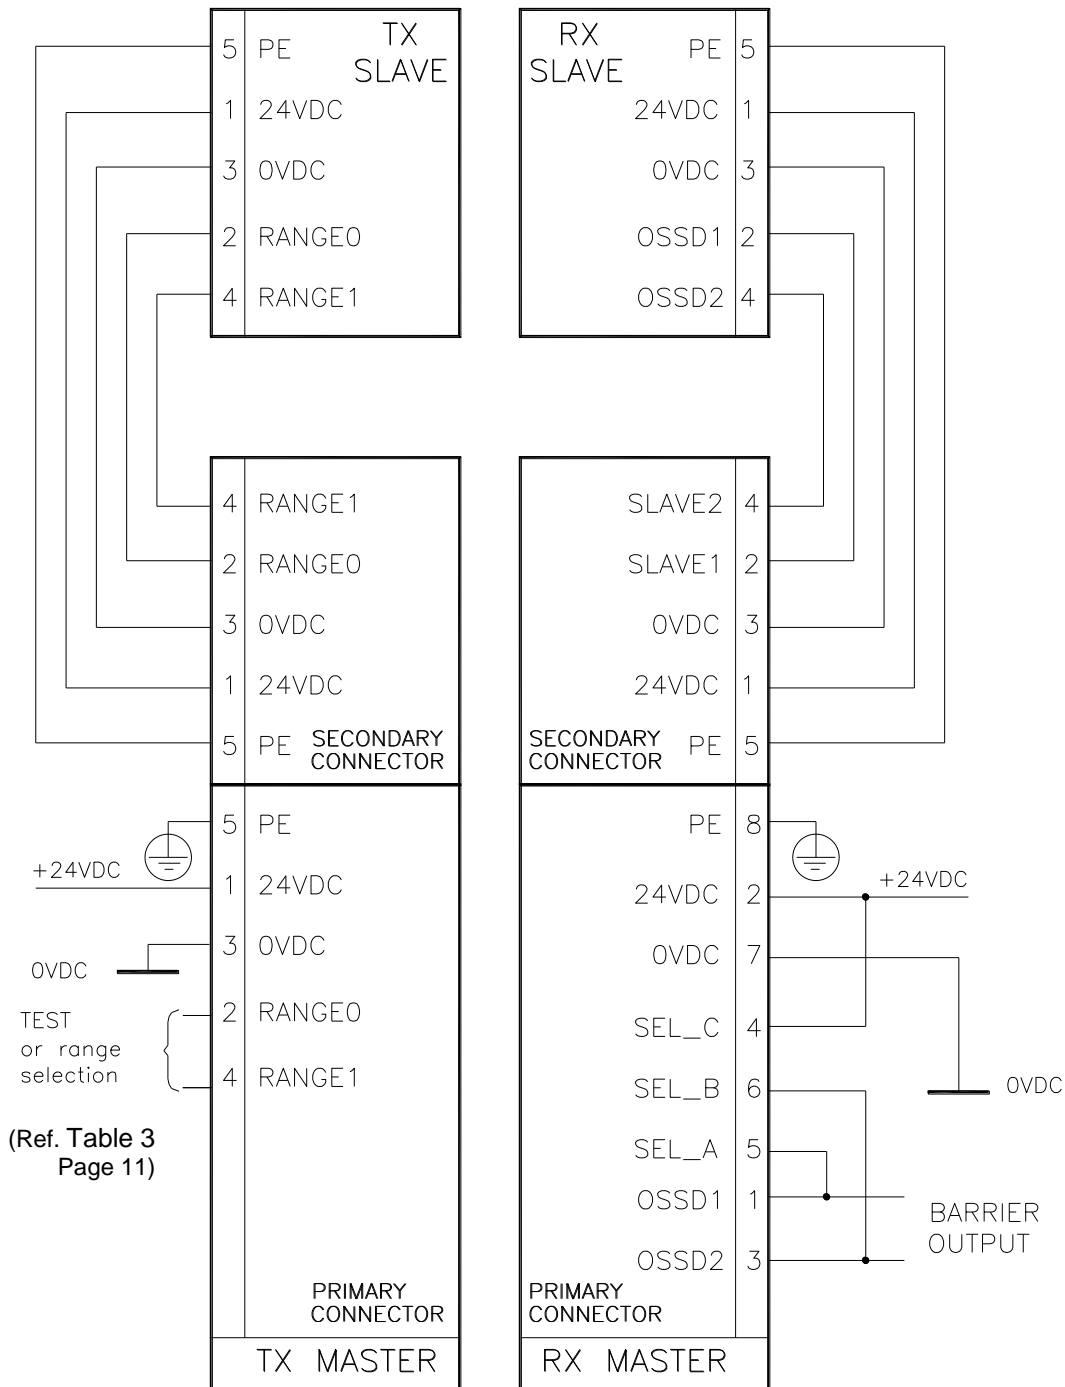 TX
SLAVE
5 PE
1 24VDC
3 0VDC
2 RANGE0
4 RANGE1
RX
SLAVE
PE 5
24VDC 1
0VDC 3
OSSD1 2
OSSD2 4
4 RANGE1
2 RANGE0
3 0VDC
1 24VDC
5 PE
SECONDARY
CONNECTOR
SLAVE2 4
SLAVE1 2
0VDC 3
24VDC 1
PE 5
SECONDARY
CONNECTOR
5 PE
+24VDC
1 24VDC
3 0VDC
0VDC
2 RANGE0
4 RANGE1
TEST
or range
selection
(Ref. Table 3
Page 11)
PRIMARY
CONNECTOR
TX MASTER
PE 8
24VDC 2
+24VDC
0VDC 7
SEL_C 4
SEL_B 6
0VDC
SEL_A 5
OSSD1 1
OSSD2 3
BARRIER
OUTPUT
PRIMARY
CONNECTOR
RX MASTER